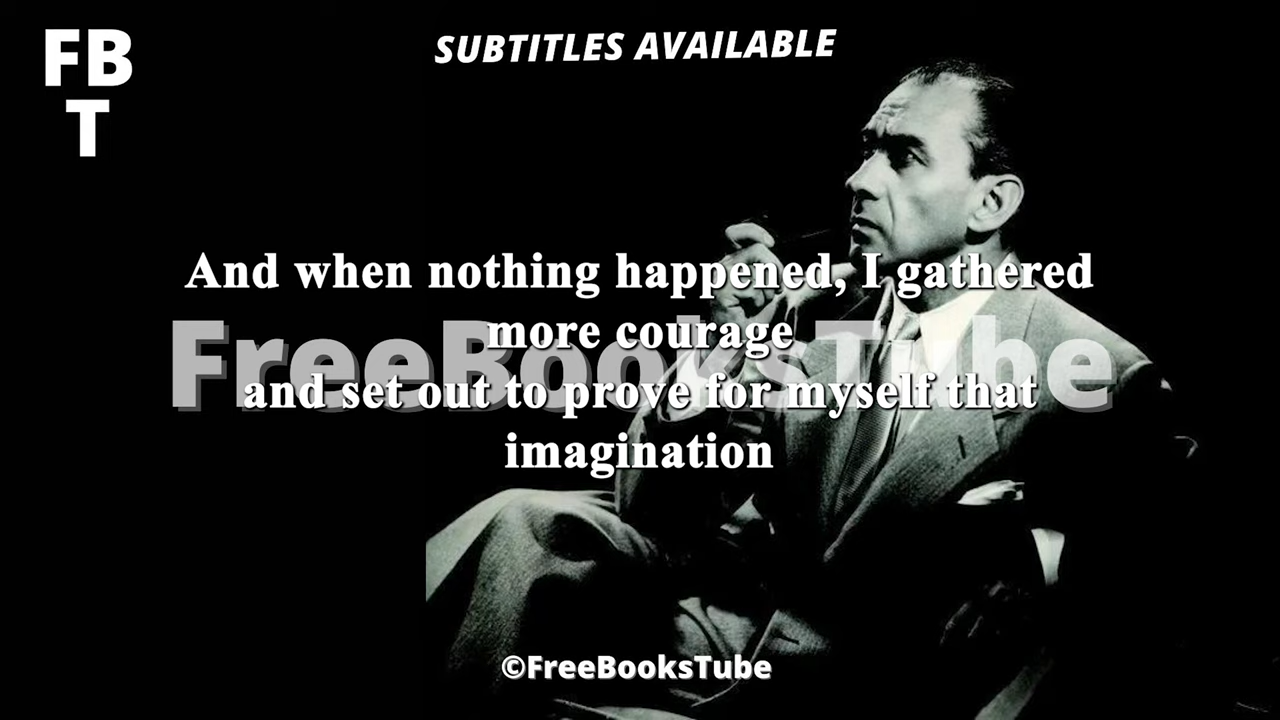 FB
T
SUBTITLES AVAILABLE
And when nothing happened, I gathered
more courage
FreeBooksTube
and set out to prove for myself that
imagination
©FreeBooksTube